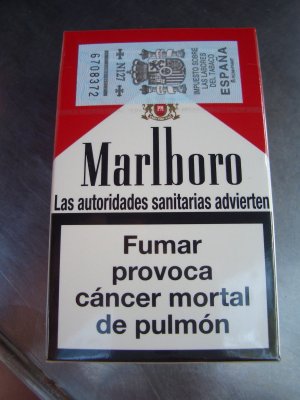 6708372
N127
IMPUESTO SOBRE
LAS LABORES
DEL TABACO
ESPAÑA
Marlboro
Las autoridades sanitarias advierten
Fumar
provoca
cáncer mortal
de pulmón